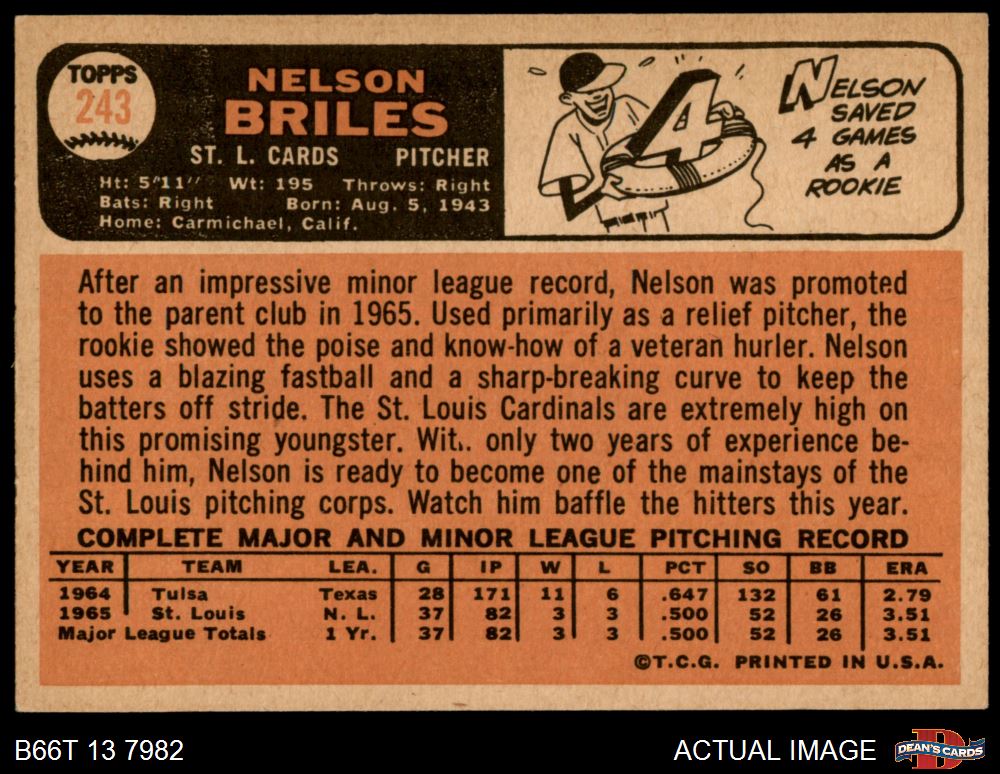 TOPPS
243
NELSON
BRILES
ST. L. CARDS PITCHER
Ht: 5'11" Wt: 195 Throws: Right
Bats: Right Born: Aug. 5, 1943
Home: Carmichael, Calif.
4
NELSON
SAVED
4 GAMES
AS A
ROOKIE
After an impressive minor league record, Nelson was promoted
to the parent club in 1965. Used primarily as a relief pitcher, the
rookie showed the poise and know-how of a veteran hurler. Nelson
uses a blazing fastball and a sharp-breaking curve to keep the
batters off stride. The St. Louis Cardinals are extremely high on
this promising youngster. Wit.. only two years of experience be-
hind him, Nelson is ready to become one of the mainstays of the
St. Louis pitching corps. Watch him baffle the hitters this year.
COMPLETE MAJOR AND MINOR LEAGUE PITCHING RECORD
YEAR TEAM LEA. G IP W L PCT SO BB ERA
1964 Tulsa Texas 28 171 11 6 .647 132 61 2.79
1965 St. Louis N. L. 37 82 3 3 .500 52 26 3.51
Major League Totals 1 Yr. 37 82 3 3 .500 52 26 3.51
©T.C.G. PRINTED IN U.S.A.
B66T 13 7982 ACTUAL IMAGE
D
DEAN'S CARDS